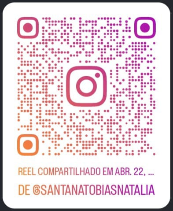 REEL COMPARTILHADO EM ABR. 22, ...
DE @SANTANATOBIASNATALIA